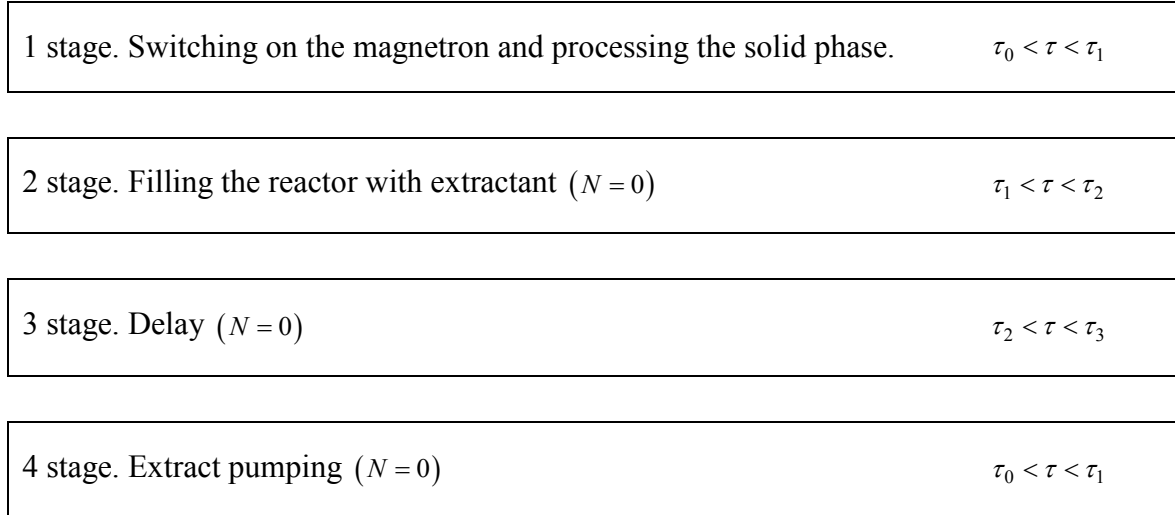 1 stage. Switching on the magnetron and processing the solid phase. τ₀ < τ < τ₁
2 stage. Filling the reactor with extractant (N = 0) τ₁ < τ < τ₂
3 stage. Delay (N = 0) τ₂ < τ < τ₃
4 stage. Extract pumping (N = 0) τ₀ < τ < τ₁